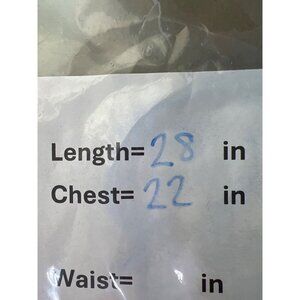 Length= 28 in
Chest= 22 in
Waist= in